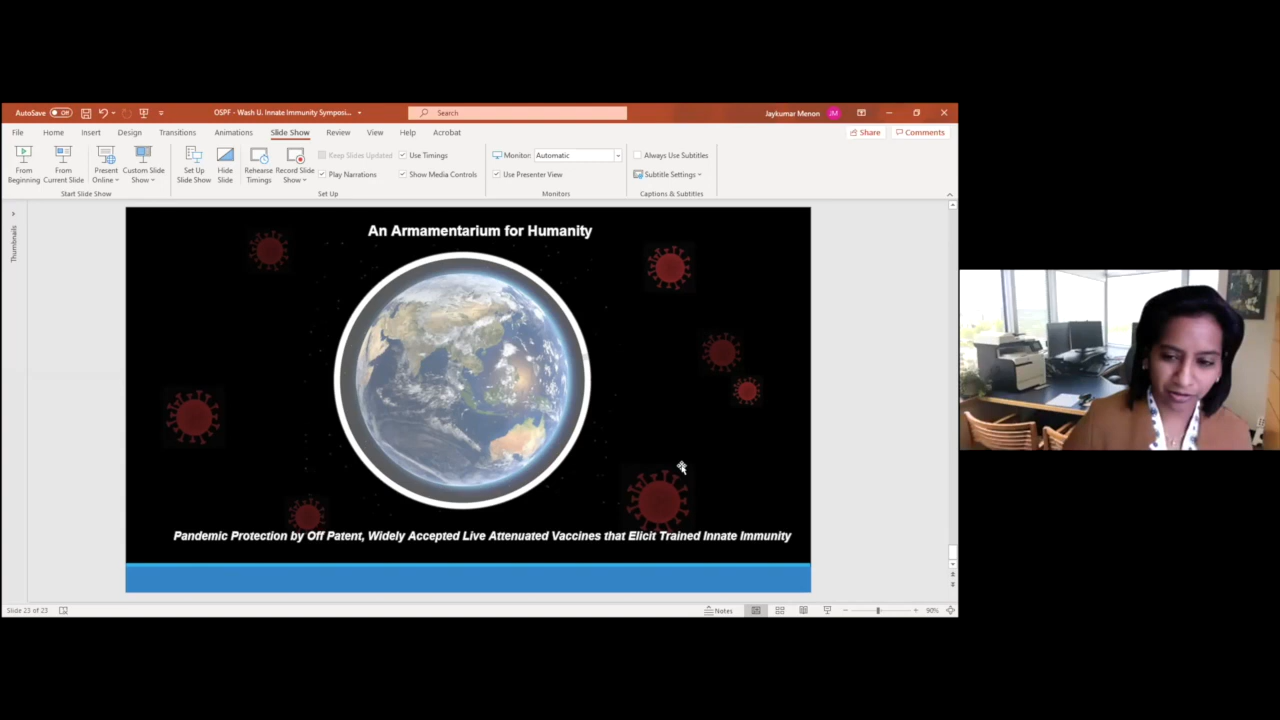 AutoSave Off
OSPF - Wash U. Innate Immunity Symposi...
Search
Jaykumar Menon JM
File Home Insert Design Transitions Animations Slide Show Review View Help Acrobat
Share Comments
From Beginning
From Current Slide
Present Online
Custom Slide Show
Start Slide Show
Set Up Slide Show
Hide Slide
Rehearse Timings
Record Slide Show
Keep Slides Updated
Play Narrations
Use Timings
Show Media Controls
Set Up
Monitor: Automatic
Use Presenter View
Monitors
Always Use Subtitles
Subtitle Settings
Captions & Subtitles
Thumbnails
An Armamentarium for Humanity
Pandemic Protection by Off Patent, Widely Accepted Live Attenuated Vaccines that Elicit Trained Innate Immunity
Slide 23 of 23
Notes
90%